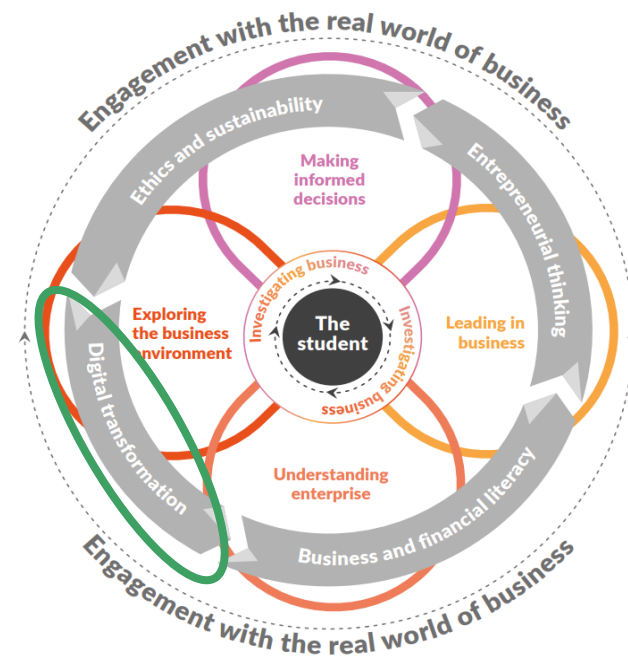 Engagement with the real world of business
Ethics and sustainability
Entrepreneurial thinking
Making
informed
decisions
Investigating business
Exploring
the business
nvironment
The
student
Leading in
business
Investigating business
Digital transformation
Understanding
enterprise
Business and financial literacy
Engagement with the real world of business